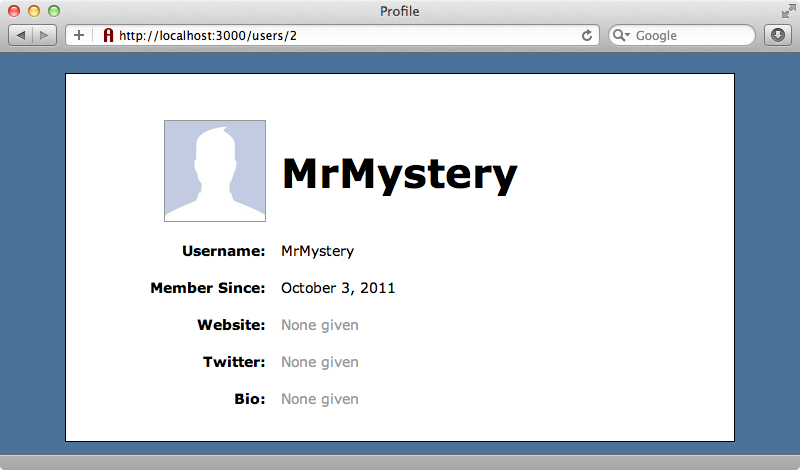 Profile
http://localhost:3000/users/2
Google
MrMystery
Username: MrMystery
Member Since: October 3, 2011
Website: None given
Twitter: None given
Bio: None given